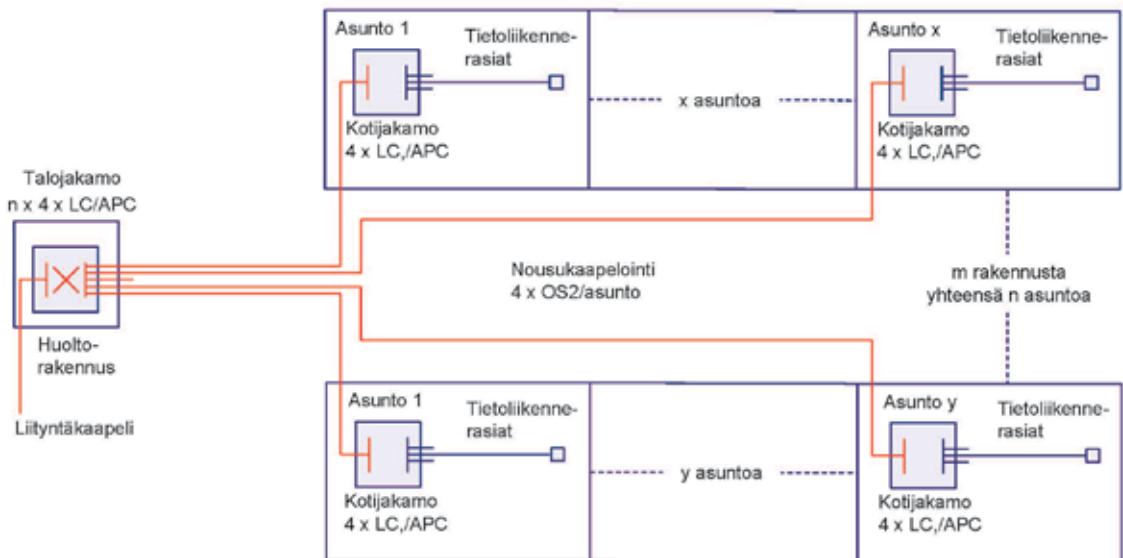 Asunto 1
Tietoliikenne-
rasiat
Kotijakamo
4 x LC,/APC
x asuntoa
Asunto x
Tietoliikenne-
rasiat
Kotijakamo
4 x LC,/APC
Talojakamo
n x 4 x LC/APC
Huolto-
rakennus
Liityntäkaapeli
Nousukaapelointi
4 x OS2/asunto
m rakennusta
yhteensä n asuntoa
Asunto 1
Tietoliikenne-
rasiat
Kotijakamo
4 x LC,/APC
y asuntoa
Asunto y
Tietoliikenne-
rasiat
Kotijakamo
4 x LC,/APC